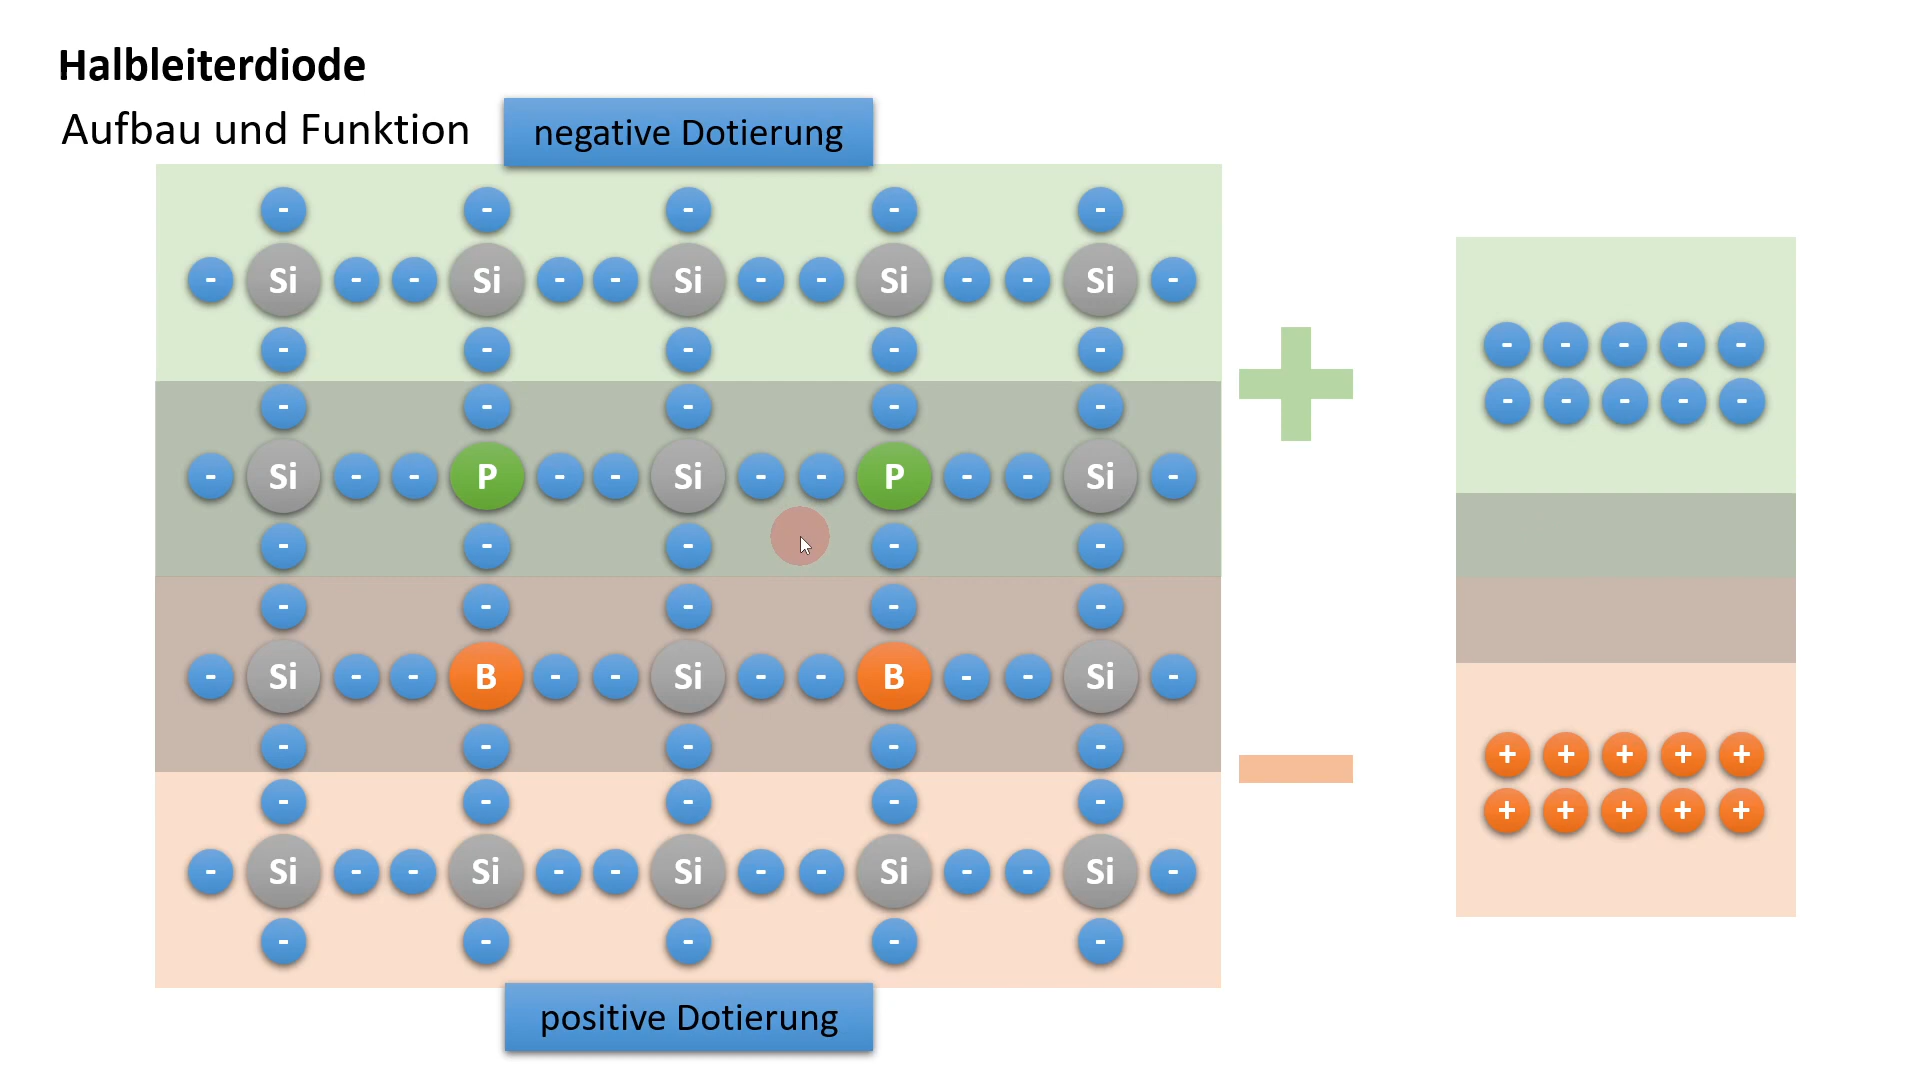 Halbleiterdiode
Aufbau und Funktion
negative Dotierung
- - - - -
- Si - - Si - - Si - - Si - - Si -
- - - - -
- - - - -
- Si - - P - - Si - - P - - Si -
- - - - -
- - - - -
- Si - - B - - Si - - B - - Si -
- - - - -
- - - - -
- Si - - Si - - Si - - Si - - Si -
- - - - -
positive Dotierung
+
-
- - - - -
- - - - -
+ + + + +
+ + + + +